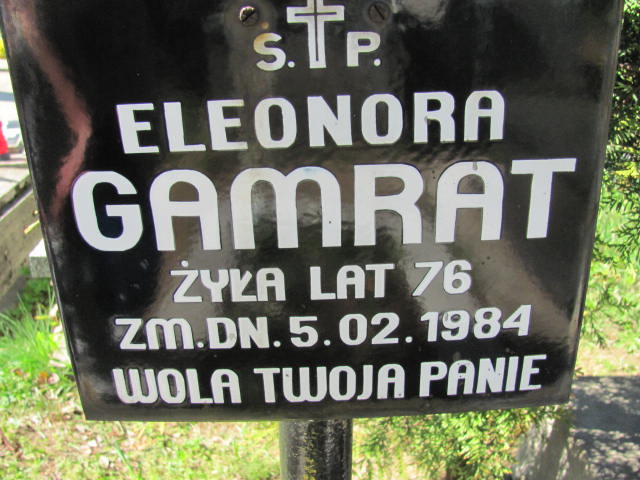 S. P.
ELEONORA
GAMRAT
ŻYŁA LAT 76
ZM.DN.5.02.1984
WOLA TWOJA PANIE